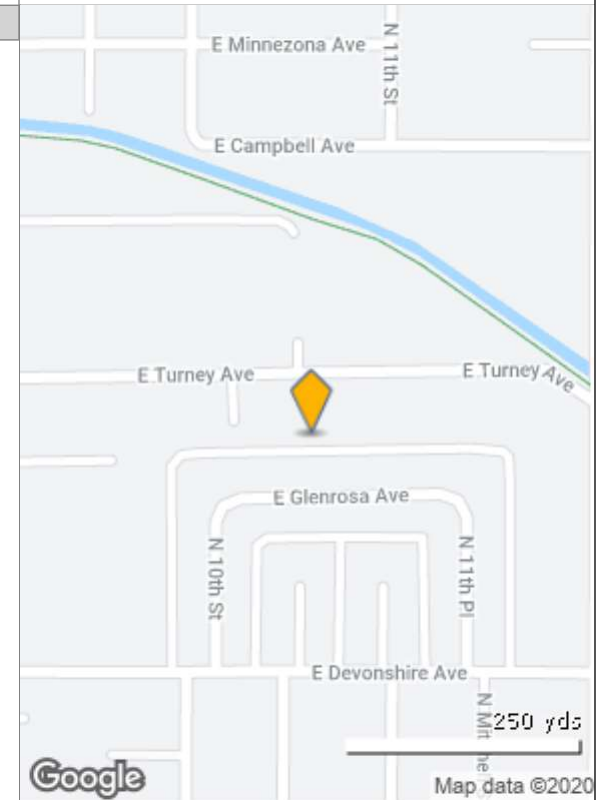 E Minnezona Ave
N 11th St
E Campbell Ave
E Turney Ave
E Turney Ave
E Glenrosa Ave
N 10th St
N 11th Pl
E Devonshire Ave
250 yds
Google
Map data ©2020